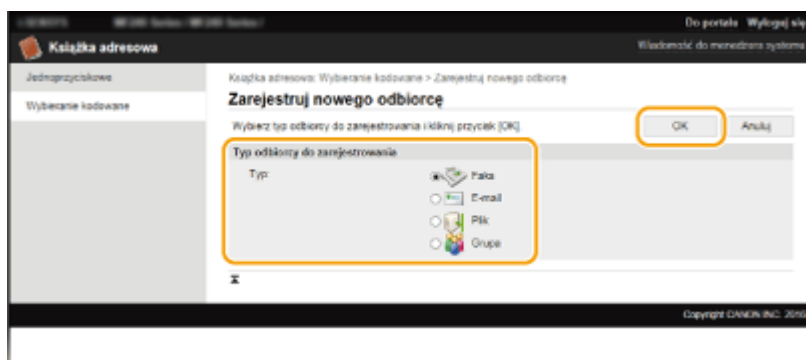 Do portalu Wyloguj się
Książka adresowa
Wiadomość do menedżera systemu
Jednoprzyciskowe
Wybieranie kodowane
Książka adresowa: Wybieranie kodowane > Zarejestruj nowego odbiorcę
Zarejestruj nowego odbiorcę
Wybierz typ odbiorcy do zarejestrowania i kliknij przycisk [OK].
OK
Anuluj
Typ odbiorcy do zarejestrowania
Typ:
Faks
E-mail
Plik
Grupa
Copyright CANON INC. 2016